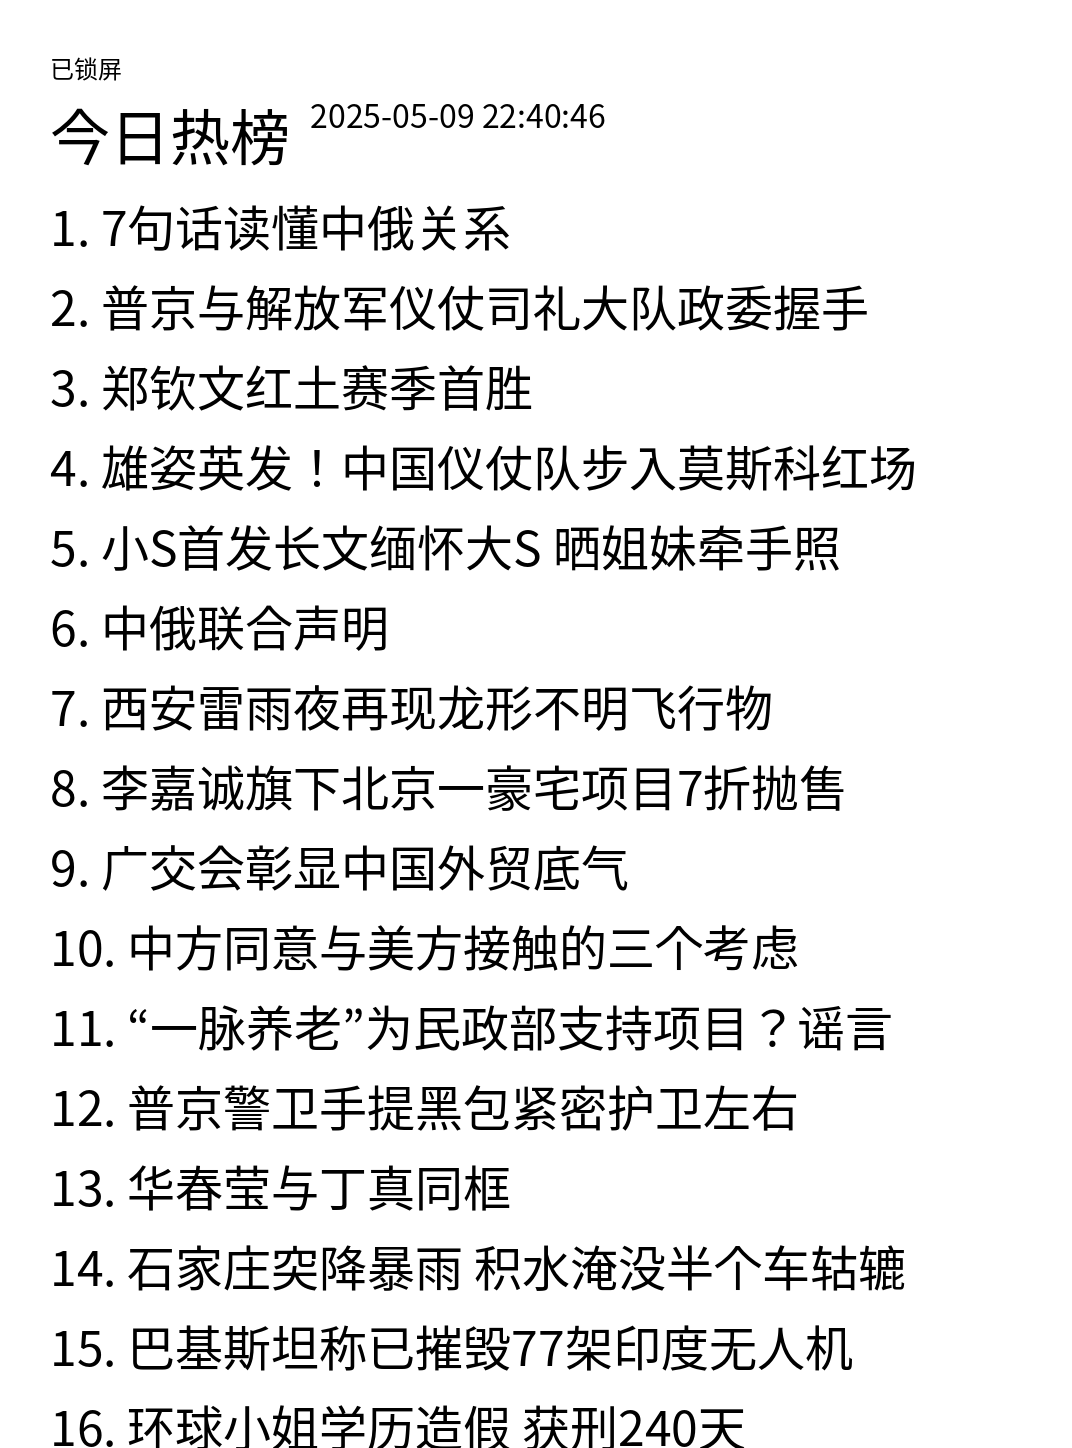 已锁屏
今日热榜 2025-05-09 22:40:46
1. 7句话读懂中俄关系
2. 普京与解放军仪仗司礼大队政委握手
3. 郑钦文红土赛季首胜
4. 雄姿英发！中国仪仗队步入莫斯科红场
5. 小S首发长文缅怀大S 晒姐妹牵手照
6. 中俄联合声明
7. 西安雷雨夜再现龙形不明飞行物
8. 李嘉诚旗下北京一豪宅项目7折抛售
9. 广交会彰显中国外贸底气
10. 中方同意与美方接触的三个考虑
11. “一脉养老”为民政部支持项目？谣言
12. 普京警卫手提黑包紧密护卫左右
13. 华春莹与丁真同框
14. 石家庄突降暴雨 积水淹没半个车轱辘
15. 巴基斯坦称已摧毁77架印度无人机
16. 环球小姐学历造假 获刑240天